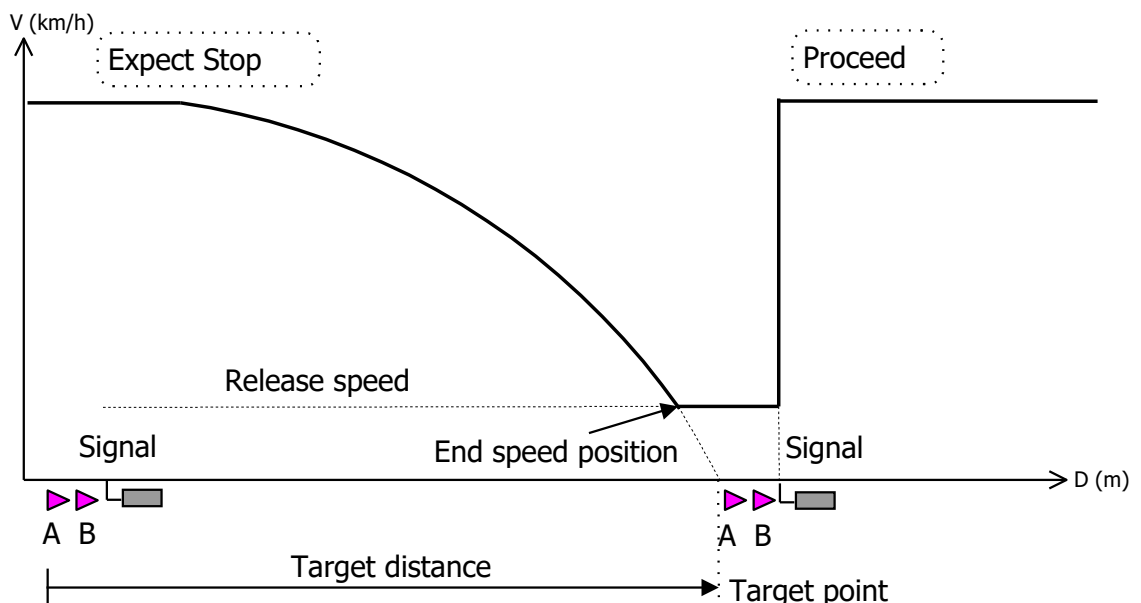 V (km/h)
Expect Stop
Proceed
Release speed
End speed position
Signal
Signal
D (m)
A B
A B
Target distance
Target point